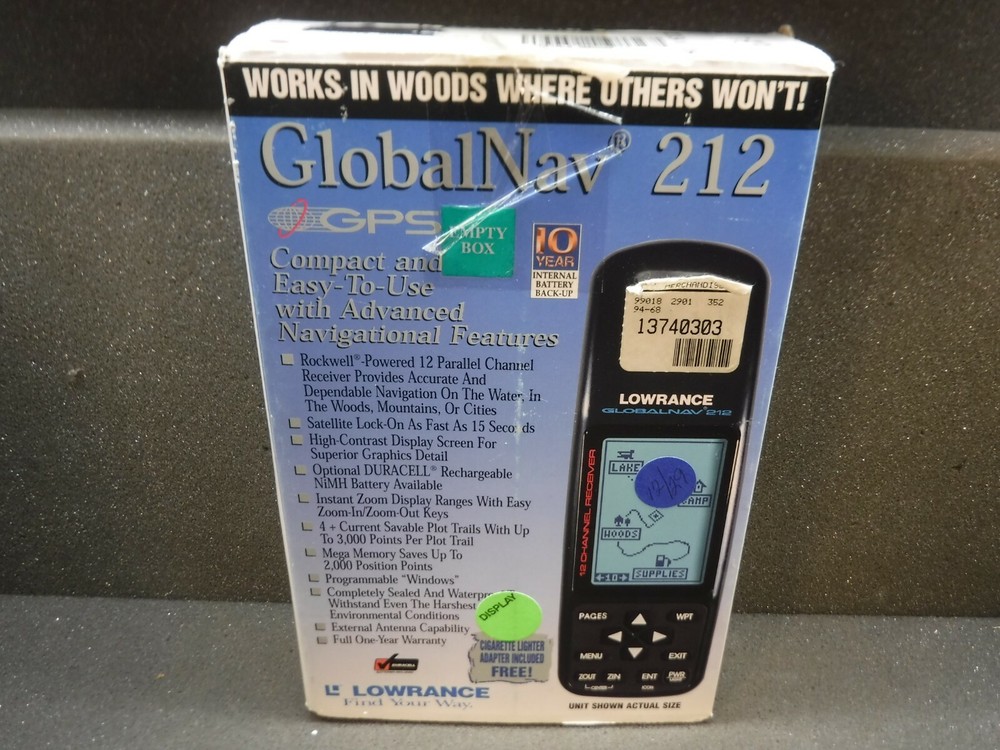 WORKS IN WOODS WHERE OTHERS WON'T!
GlobalNav® 212
GPS
EMPTY
BOX
10
YEAR
INTERNAL
BATTERY
BACK-UP
Compact and
Easy-To-Use
with Advanced
Navigational Features
Rockwell®-Powered 12 Parallel Channel
Receiver Provides Accurate And
Dependable Navigation On The Water, In
The Woods, Mountains, Or Cities
Satellite Lock-On As Fast As 15 Seconds
High-Contrast Display Screen For
Superior Graphics Detail
Optional DURACELL® Rechargeable
NiMH Battery Available
Instant Zoom Display Ranges With Easy
Zoom-In/Zoom-Out Keys
4 + Current Savable Plot Trails With Up
To 3,000 Points Per Plot Trail
Mega Memory Saves Up To
2,000 Position Points
Programmable "Windows"
Completely Sealed And Waterpro
Withstand Even The Harshest
Environmental Conditions
External Antenna Capability
Full One-Year Warranty
DISPLAY
CIGARETTE LIGHTER
ADAPTER INCLUDED
FREE!
DURACELL
LOWRANCE
Find Your Way.
99018 2901 352
94-68
13740303
LOWRANCE
GLOBALNAV® 212
12 CHANNEL RECEIVER
LAKE
AMP
WOODS
SUPPLIES
10
PAGES
WPT
MENU
EXIT
ZOUT ZIN ENT PWR
UNIT SHOWN ACTUAL SIZE